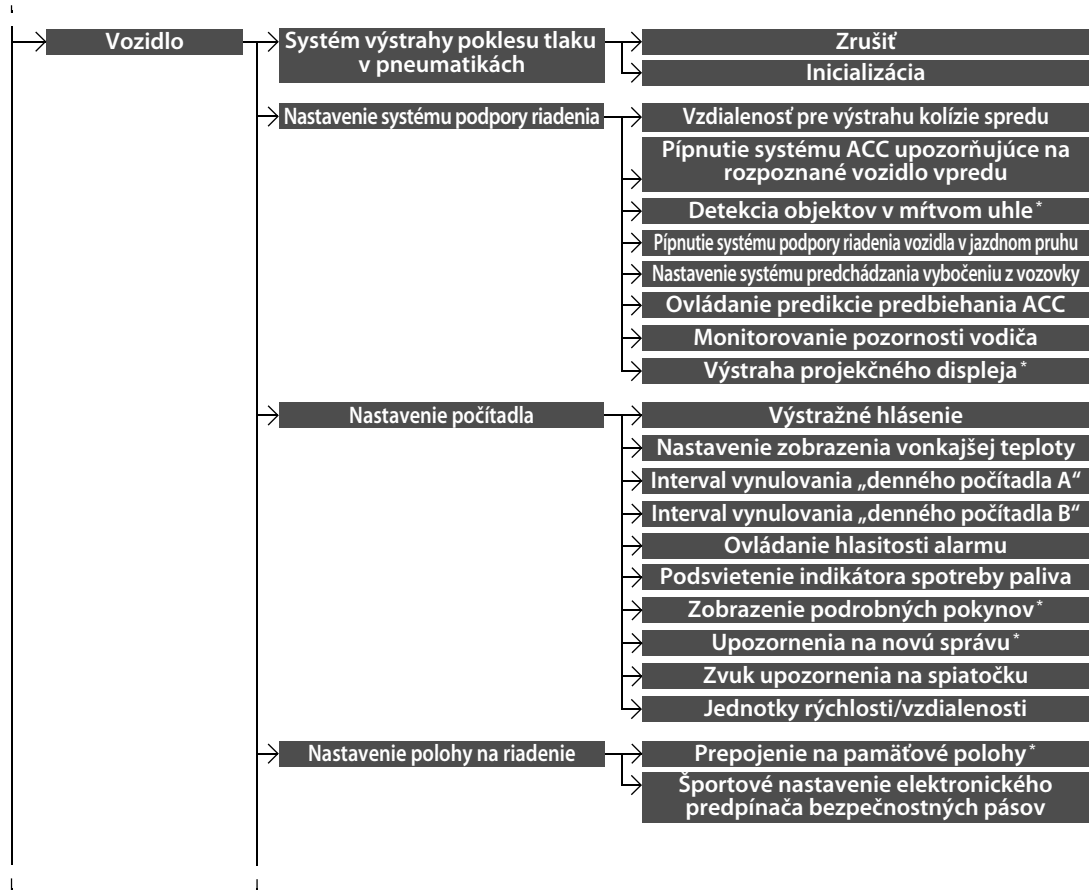 Vozidlo
Systém výstrahy poklesu tlaku
v pneumatikách
Zrušiť
Inicializácia
Nastavenie systému podpory riadenia
Vzdialenosť pre výstrahu kolízie spredu
Pípnutie systému ACC upozorňujúce na
rozpoznané vozidlo vpredu
Detekcia objektov v mŕtvom uhle*
Pípnutie systému podpory riadenia vozidla v jazdnom pruhu
Nastavenie systému predchádzania vybočeniu z vozovky
Ovládanie predikcie predbiehania ACC
Monitorovanie pozornosti vodiča
Výstraha projekčného displeja*
Nastavenie počítadla
Výstražné hlásenie
Nastavenie zobrazenia vonkajšej teploty
Interval vynulovania „denného počítadla A“
Interval vynulovania „denného počítadla B“
Ovládanie hlasitosti alarmu
Podsvietenie indikátora spotreby paliva
Zobrazenie podrobných pokynov*
Upozornenia na novú správu*
Zvuk upozornenia na spiatočku
Jednotky rýchlosti/vzdialenosti
Nastavenie polohy na riadenie
Prepojenie na pamäťové polohy*
Športové nastavenie elektronického
predpínača bezpečnostných pásov